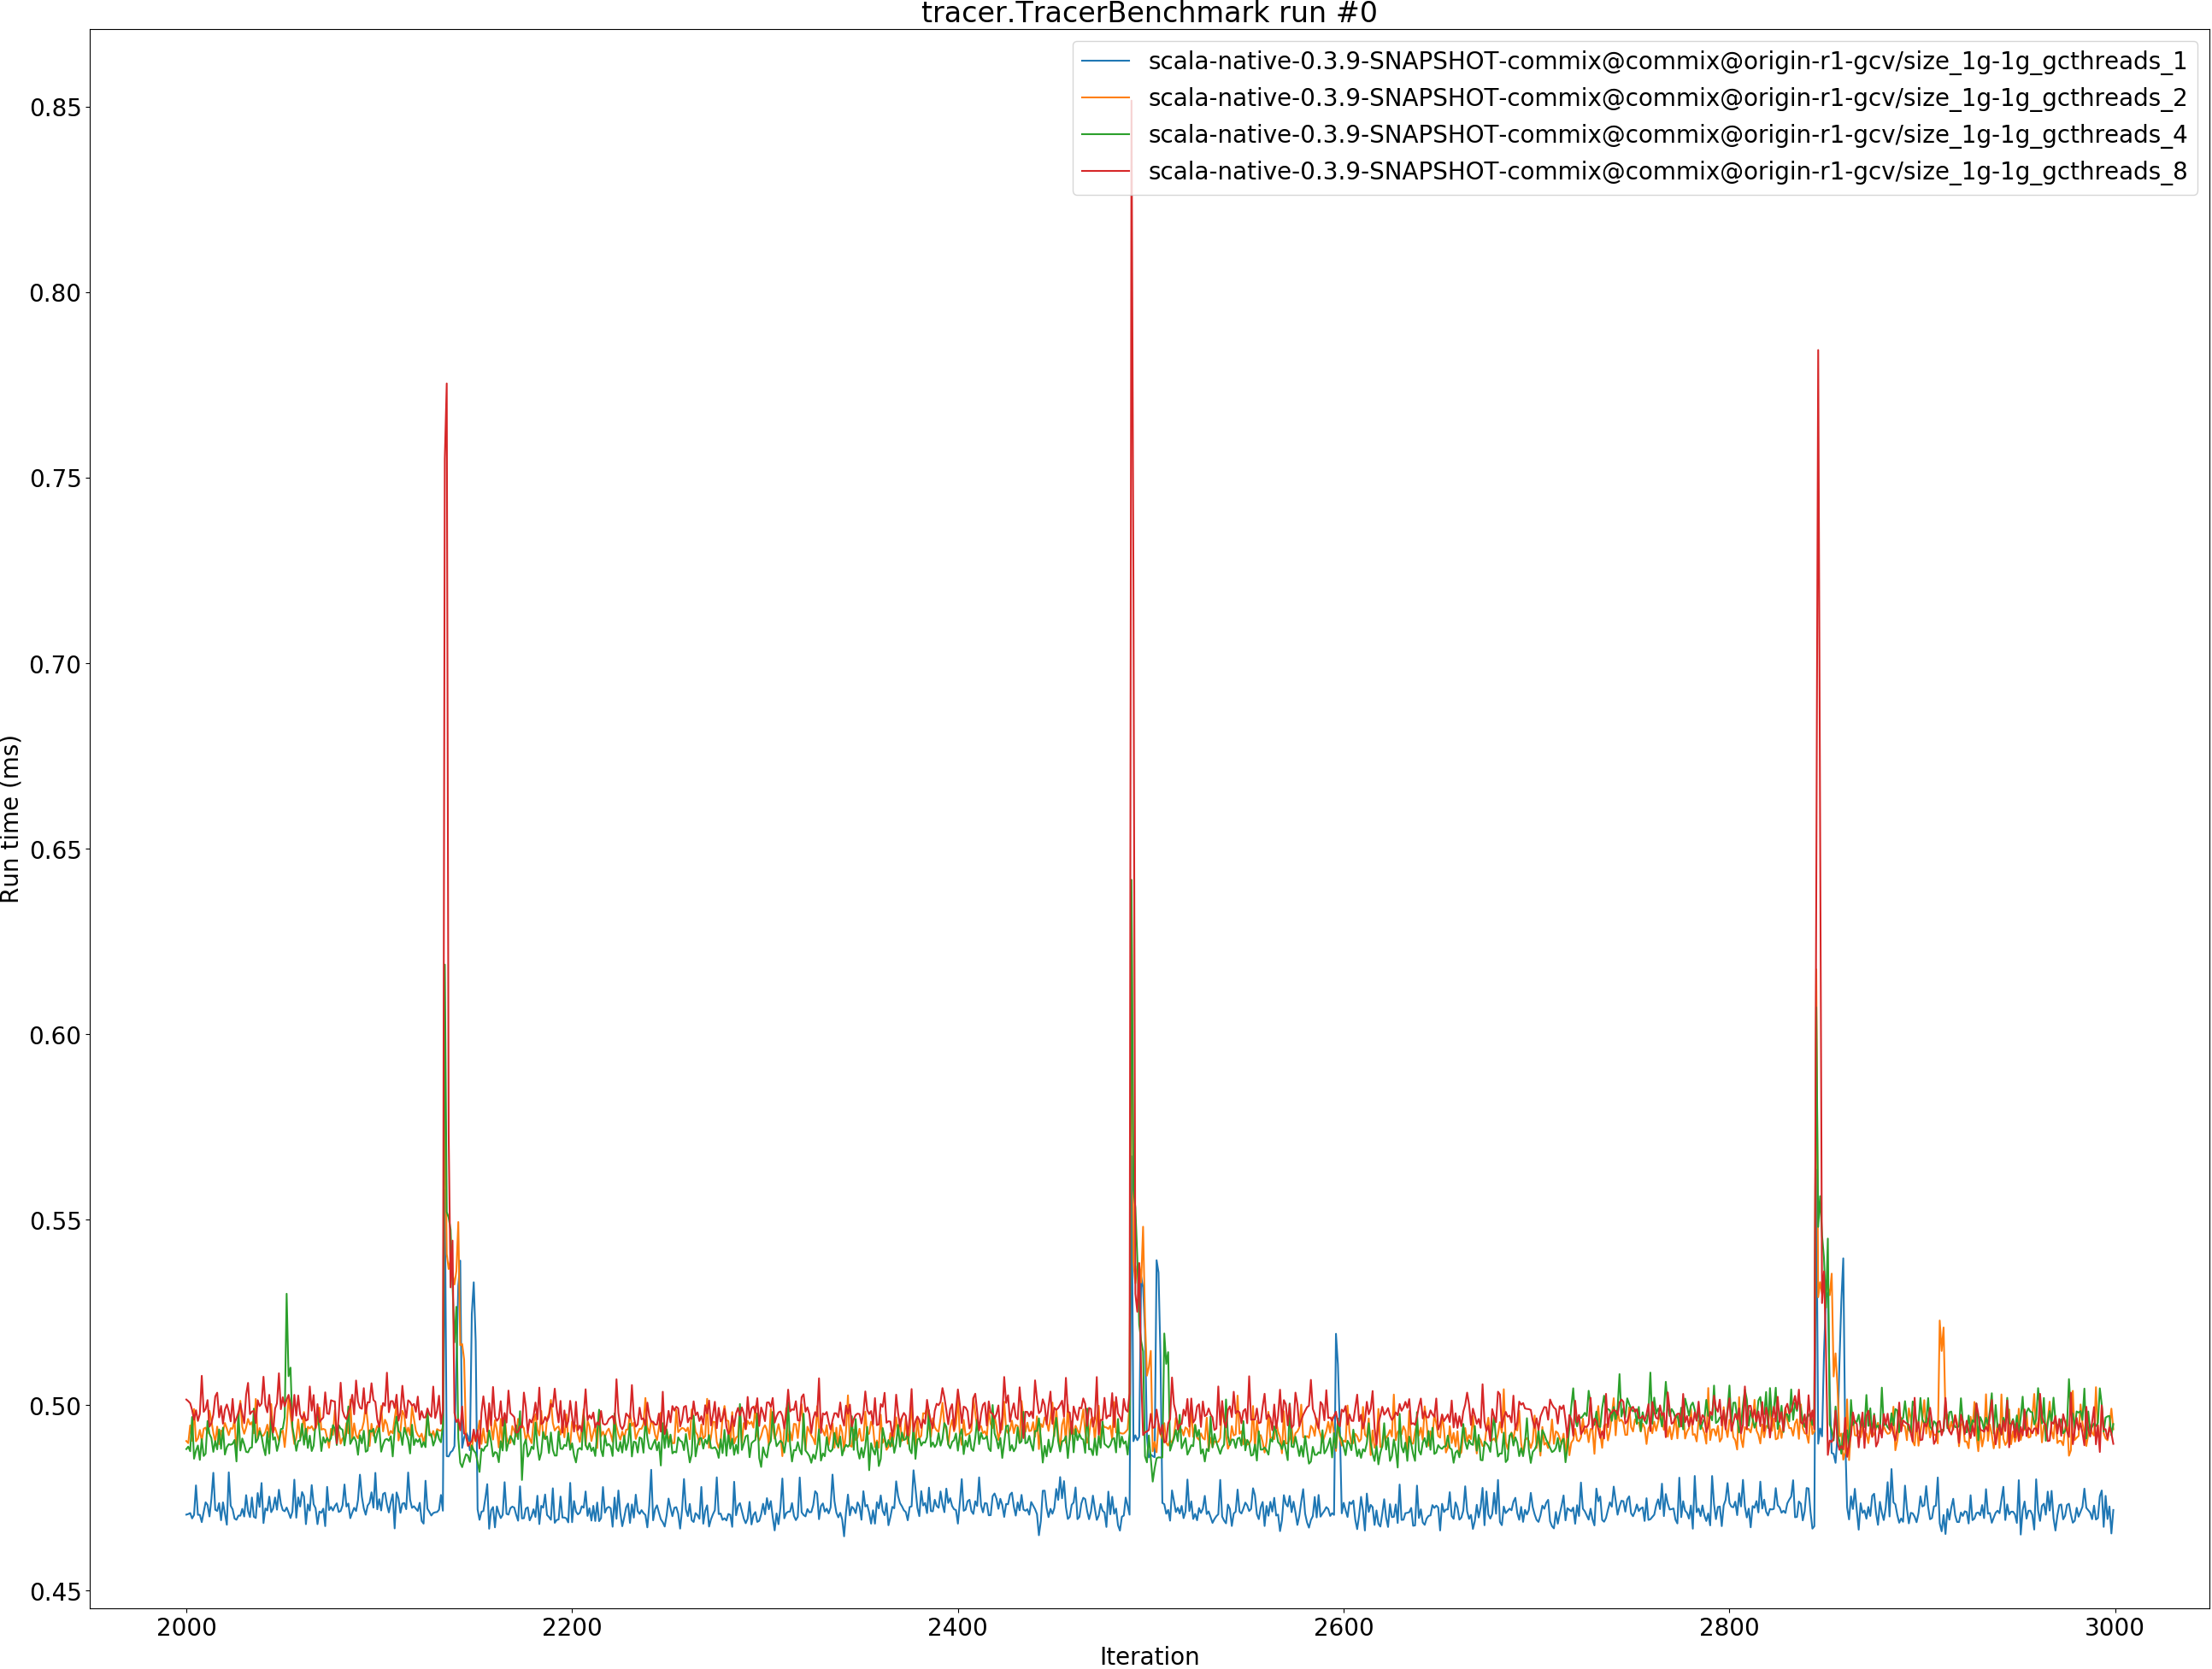 tracer.TracerBenchmark run #0
scala-native-0.3.9-SNAPSHOT-commix@commix@origin-r1-gcv/size_1g-1g_gcthreads_1
scala-native-0.3.9-SNAPSHOT-commix@commix@origin-r1-gcv/size_1g-1g_gcthreads_2
scala-native-0.3.9-SNAPSHOT-commix@commix@origin-r1-gcv/size_1g-1g_gcthreads_4
scala-native-0.3.9-SNAPSHOT-commix@commix@origin-r1-gcv/size_1g-1g_gcthreads_8
0.85
0.80
0.75
0.70
0.65
0.60
0.55
0.50
0.45
Run time (ms)
2000 2200 2400 2600 2800 3000
Iteration